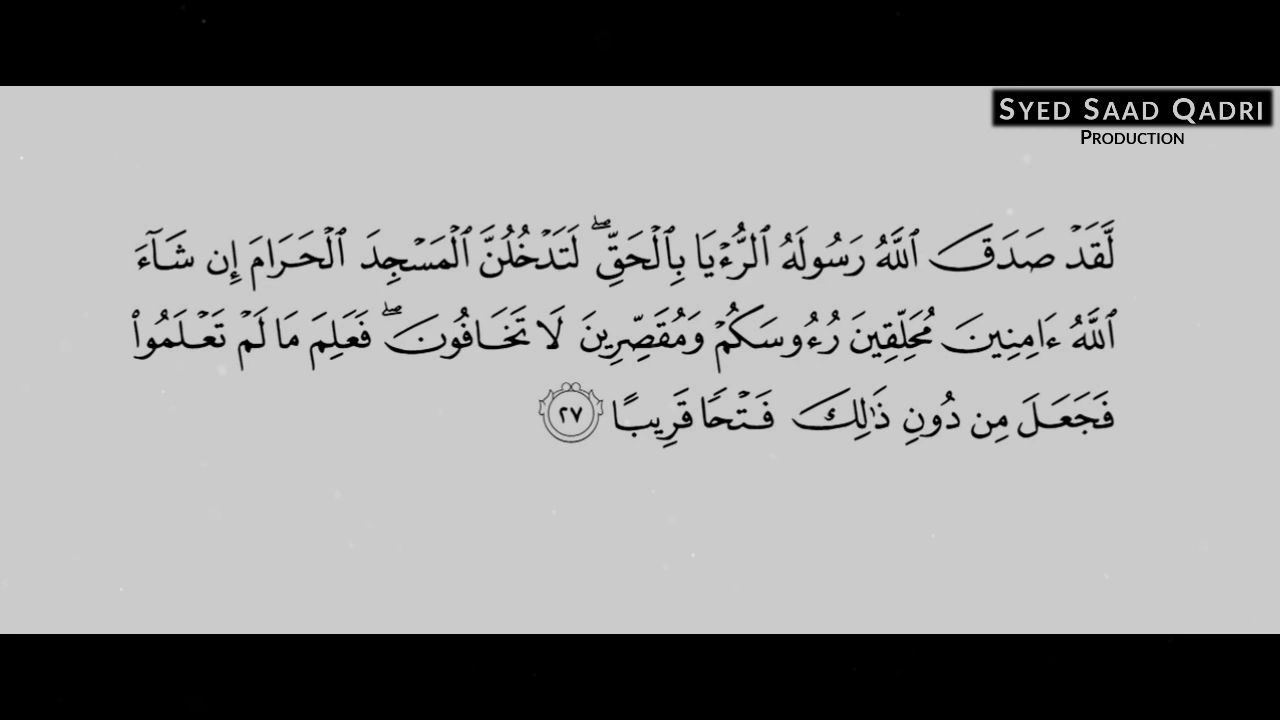 SYED SAAD QADRI
PRODUCTION
لَّقَدْ صَدَقَ ٱللَّهُ رَسُولَهُ ٱلرُّءْيَا بِٱلْحَقِّ ۖ لَتَدْخُلُنَّ ٱلْمَسْجِدَ ٱلْحَرَامَ إِن شَآءَ
ٱللَّهُ ءَامِنِينَ مُحَلِّقِينَ رُءُوسَكُمْ وَمُقَصِّرِينَ لَا تَخَافُونَ ۖ فَعَلِمَ مَا لَمْ تَعْلَمُوا۟
فَجَعَلَ مِن دُونِ ذَٰلِكَ فَتْحًا قَرِيبًا ٢٧